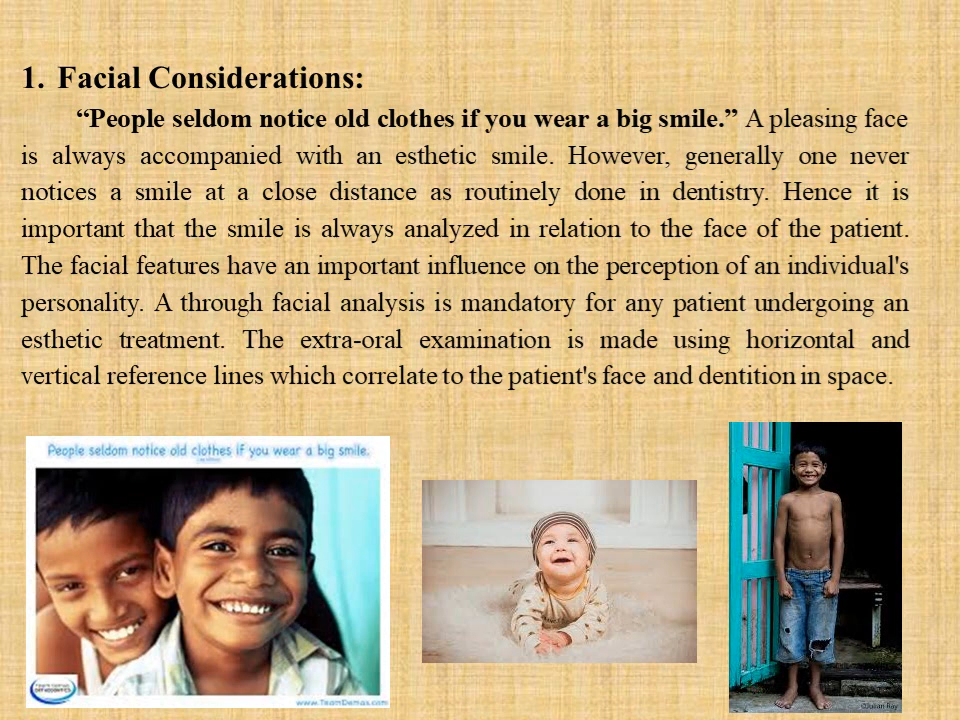 1. Facial Considerations:
“People seldom notice old clothes if you wear a big smile.” A pleasing face
is always accompanied with an esthetic smile. However, generally one never
notices a smile at a close distance as routinely done in dentistry. Hence it is
important that the smile is always analyzed in relation to the face of the patient.
The facial features have an important influence on the perception of an individual's
personality. A through facial analysis is mandatory for any patient undergoing an
esthetic treatment. The extra-oral examination is made using horizontal and
vertical reference lines which correlate to the patient's face and dentition in space.
People seldom notice old clothes if you wear a big smile.
Team Demas
ORTHODONTICS
www.TeamDemas.com
©Julian Ray